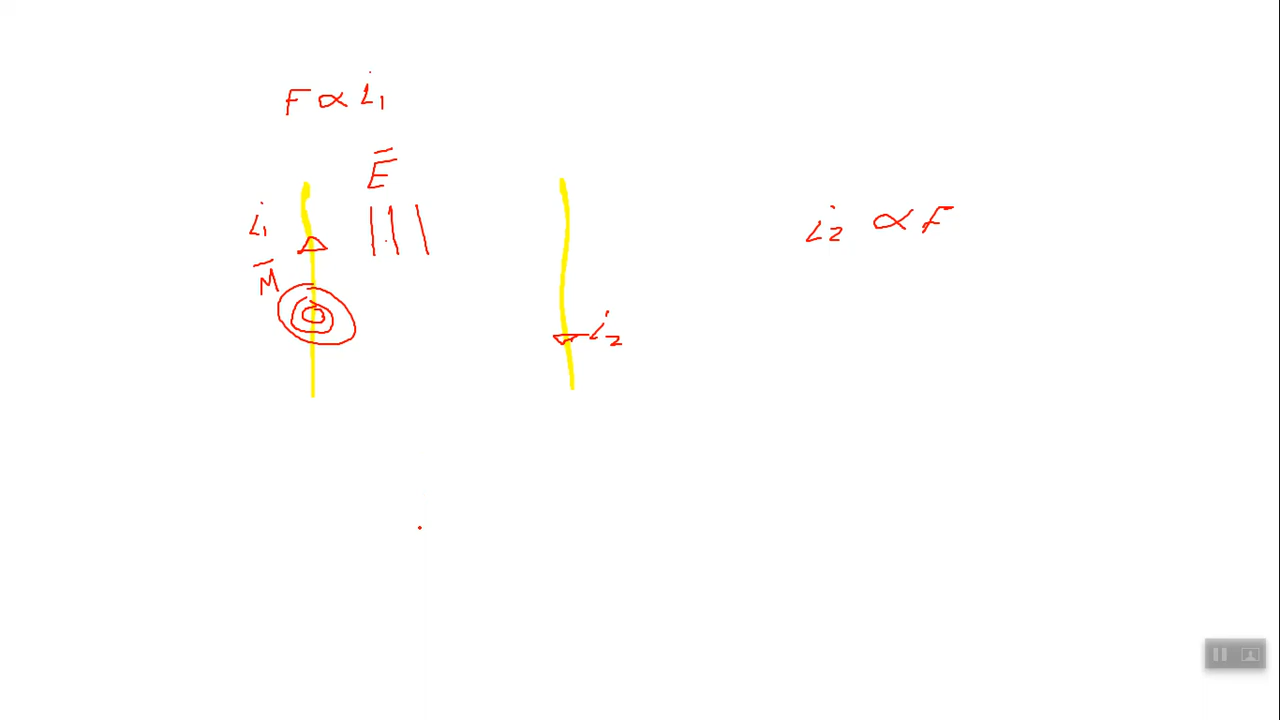 F ∝ i₁
Ē
i₁
M̄
i₂
i₂ ∝ F